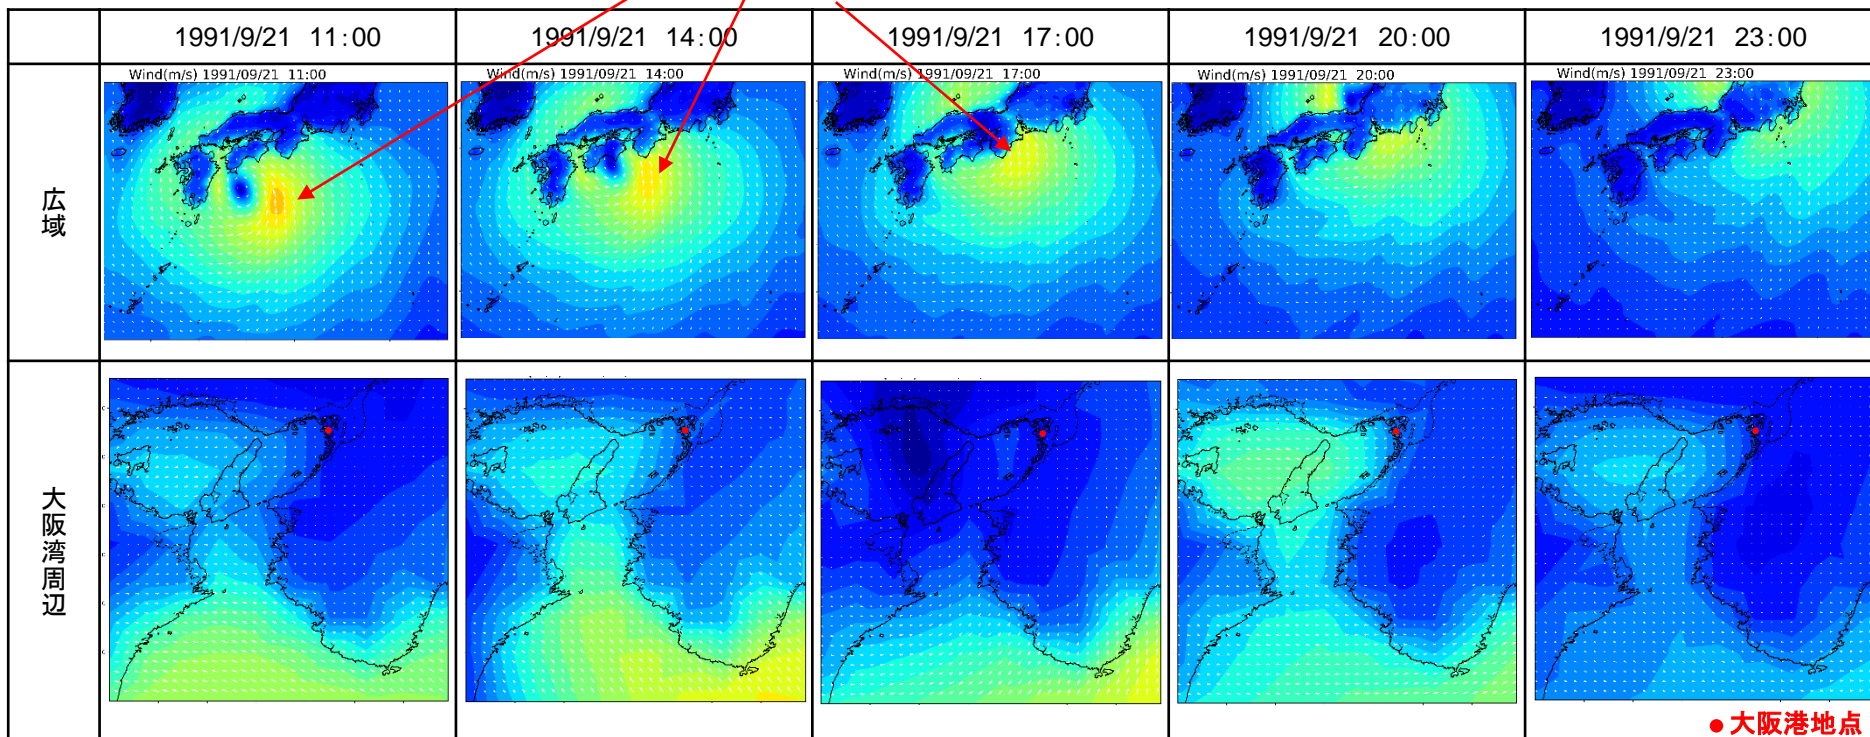 1991/9/21 11:00
1991/9/21 14:00
1991/9/21 17:00
1991/9/21 20:00
1991/9/21 23:00
広域
Wind(m/s) 1991/09/21 11:00
Wind(m/s) 1991/09/21 14:00
Wind(m/s) 1991/09/21 17:00
Wind(m/s) 1991/09/21 20:00
Wind(m/s) 1991/09/21 23:00
大阪湾周辺
●大阪港地点